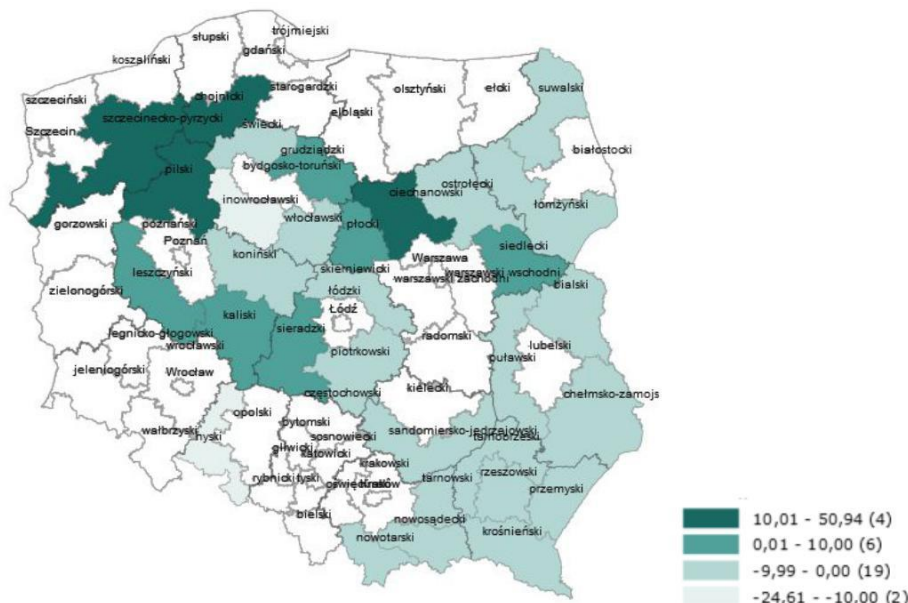 trójmiejski
słupski
gdański
koszaliński
starogardzki
ełcki
suwalski
olsztyński
szczeciński
chojnicki
elbląski
szczecinecko-pyrzycki
świecki
Szczecin
grudziądzki
białostocki
bydgosko-toruński
pilski
ciechanowski
ostrołęcki
inowrocławski
łomżyński
włocławski
płocki
gorzowski
poznański
Poznań
siedlecki
koniński
Warszawa
skierniewicki
leszczyński
warszawski wschodni
warszawski zachodni
bialski
łódzki
zielonogórski
Łódź
kaliski
sieradzki
legnicko-głogowski
radomski
wrocławski
lubelski
piotrkowski
puławski
jeleniogórski
Wrocław
kielecki
częstochowski
chełmsko-zamojs
opolski
bytomski
wałbrzyski
sandomiersko-jędrzejowski
nyski
sosnowiecki
tarnobrzeski
gliwicki
katowicki
krakowski
rzeszowski
rybnicki
tyski
oświęcimski
Kraków
tarnowski
przemyski
bielski
nowosądecki
krośnieński
nowotarski
10,01 - 50,94 (4)
0,01 - 10,00 (6)
-9,99 - 0,00 (19)
-24,61 - -10,00 (2)